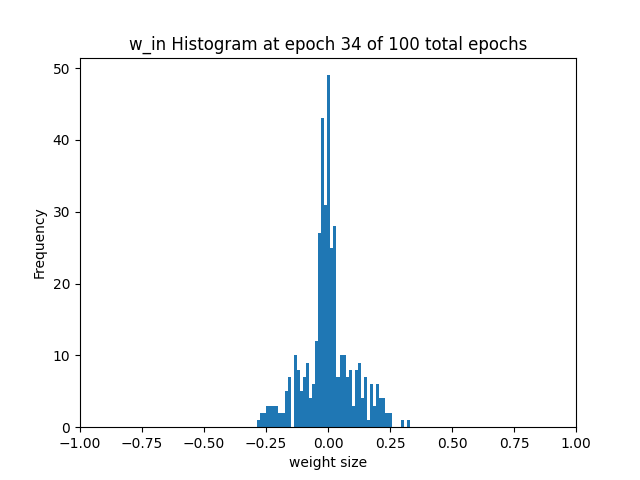 w_in Histogram at epoch 34 of 100 total epochs
50
40
30
20
10
0
Frequency
−1.00 −0.75 −0.50 −0.25 0.00 0.25 0.50 0.75 1.00
weight size